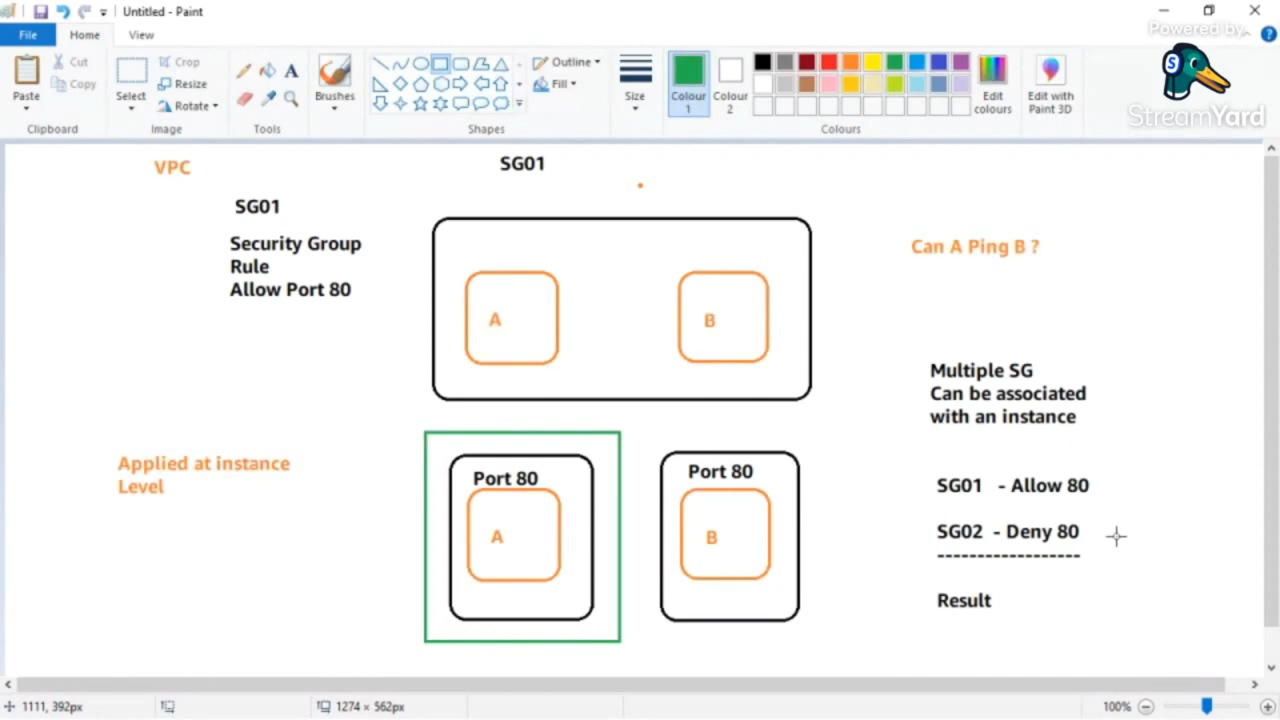 Untitled - Paint
Powered by
File
Home
View
Paste
Cut
Copy
Clipboard
Select
Crop
Resize
Rotate
Image
A
Tools
Brushes
Outline
Fill
Shapes
Size
Colour
1
Colour
2
Edit
colours
Colours
Edit with
Paint 3D
S
StreamYard
VPC
SG01
SG01
Security Group
Rule
Allow Port 80
A
B
Can A Ping B ?
Multiple SG
Can be associated
with an instance
Applied at instance
Level
Port 80
A
Port 80
B
SG01 - Allow 80
SG02 - Deny 80
------------------
Result
1111, 392px
1274 × 562px
100%